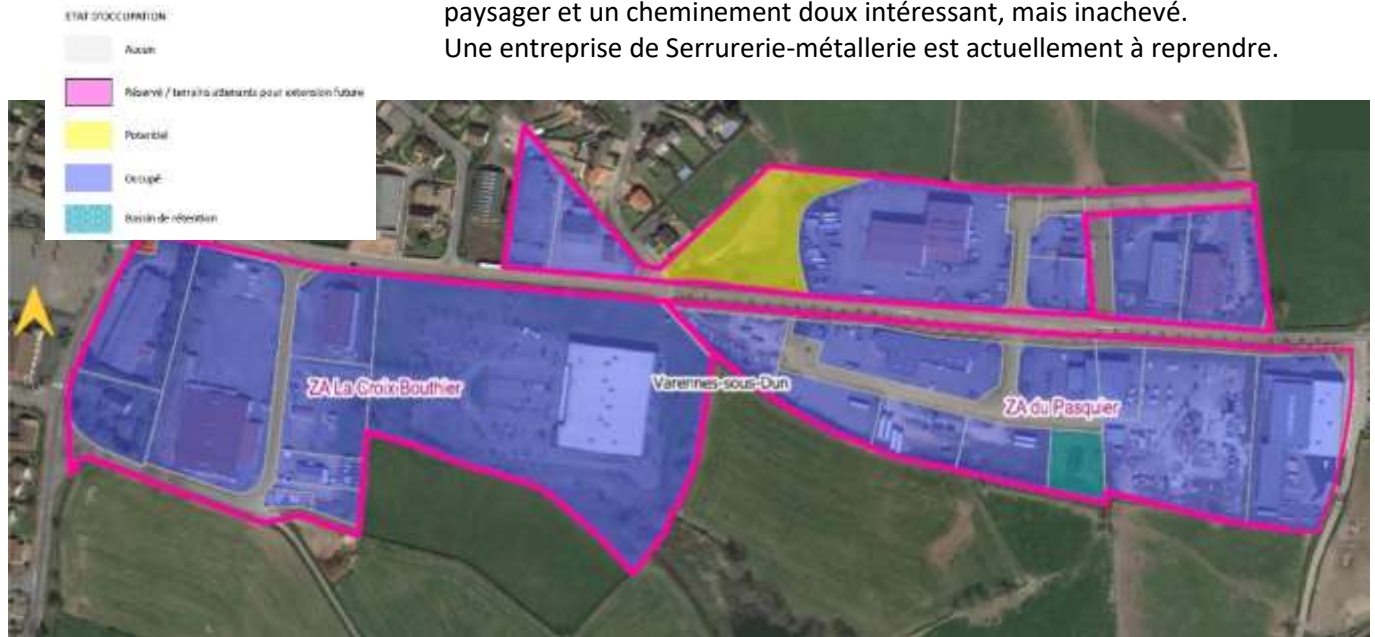 paysager et un cheminement doux intéressant, mais inachevé.
Une entreprise de Serrurerie-métallerie est actuellement à reprendre.
ETAT D'OCCUPATION
Aucun
Réservé / terrains attenants pour extension future
Potentiel
Occupé
Bassin de rétention
ZA La Croix Bouthier
Varennes-sous-Dun
ZA du Pasquier